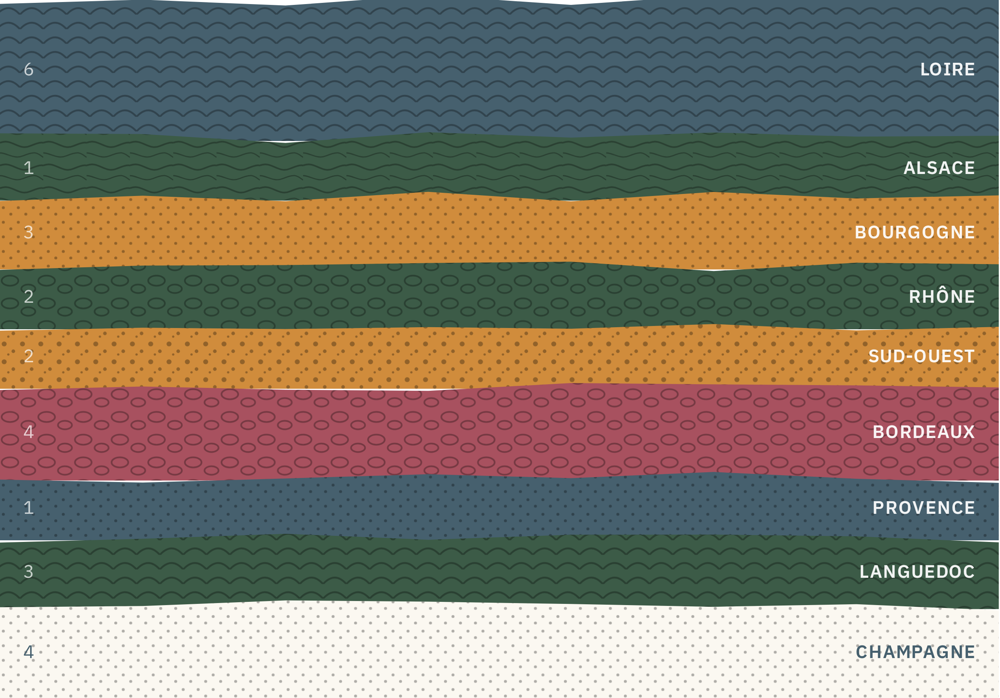 6 LOIRE
1 ALSACE
3 BOURGOGNE
2 RHÔNE
2 SUD-OUEST
4 BORDEAUX
1 PROVENCE
3 LANGUEDOC
4 CHAMPAGNE